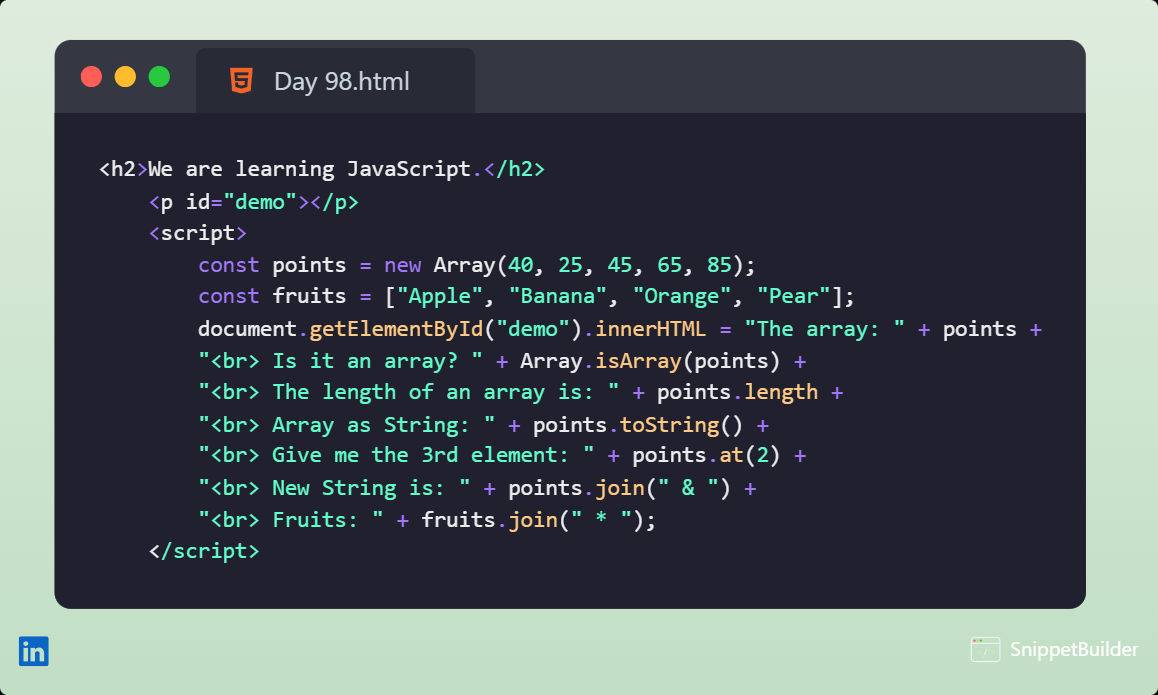 Day 98.html
<h2>We are learning JavaScript.</h2>
<p id="demo"></p>
<script>
const points = new Array(40, 25, 45, 65, 85);
const fruits = ["Apple", "Banana", "Orange", "Pear"];
document.getElementById("demo").innerHTML = "The array: " + points +
"<br> Is it an array? " + Array.isArray(points) +
"<br> The length of an array is: " + points.length +
"<br> Array as String: " + points.toString() +
"<br> Give me the 3rd element: " + points.at(2) +
"<br> New String is: " + points.join(" & ") +
"<br> Fruits: " + fruits.join(" * ");
</script>
in
SnippetBuilder